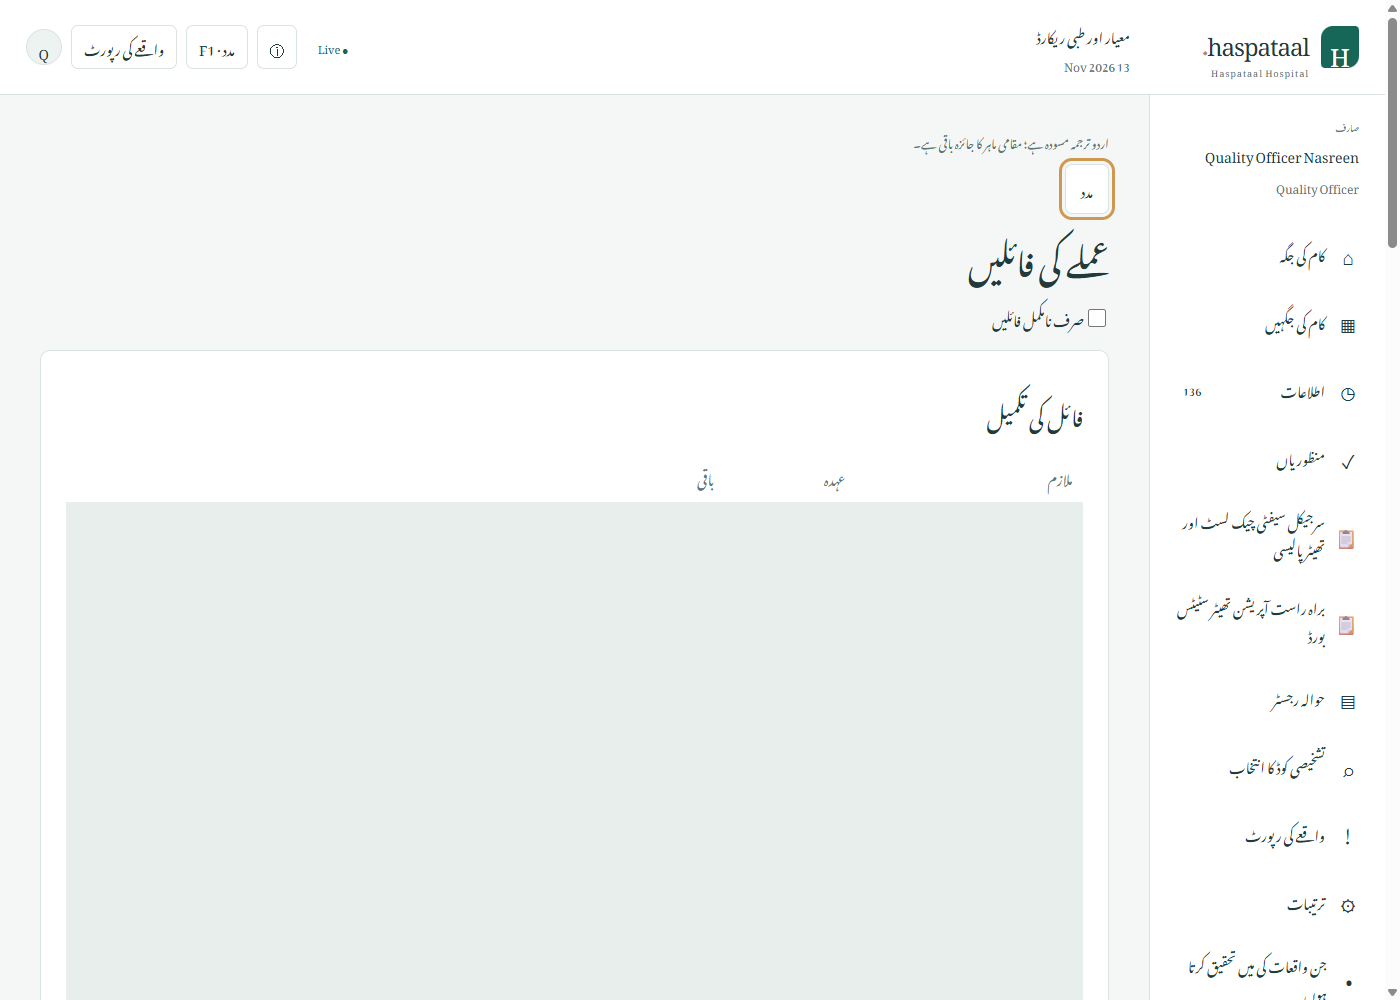 haspataal.
Haspataal Hospital
معیار اور طبی ریکارڈ
13 Nov 2026
Live
مدد F10
واقعے کی رپورٹ
Q
H
صارف
Quality Officer Nasreen
Quality Officer
کام کی جگہ
کام کی جگہیں
اطلاعات
136
منظوریاں
سرجیکل سیفٹی چیک لسٹ اور
تھیٹر پالیسی
براہ راست آپریشن تھیٹر سٹیٹس
بورڈ
حوالہ رجسٹر
تشخیصی کوڈ کا انتخاب
واقعے کی رپورٹ
ترتیبات
جن واقعات کی میں تحقیق کرتا
ہوں
اردو ترجمہ مسودہ ہے؛ مقامی ماہر کا جائزہ باقی ہے۔
مدد
عملے کی فائلیں
صرف نامکمل فائلیں
فائل کی تکمیل
ملازم
عہدہ
باقی